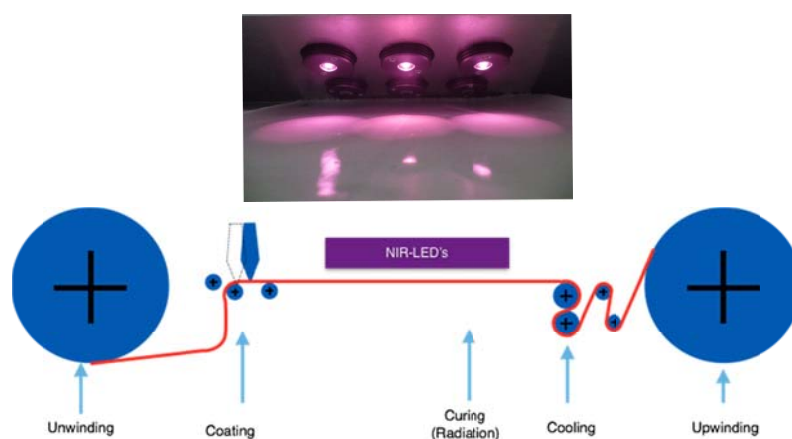 NIR-LED's
Unwinding
Coating
Curing
(Radiation)
Cooling
Upwinding